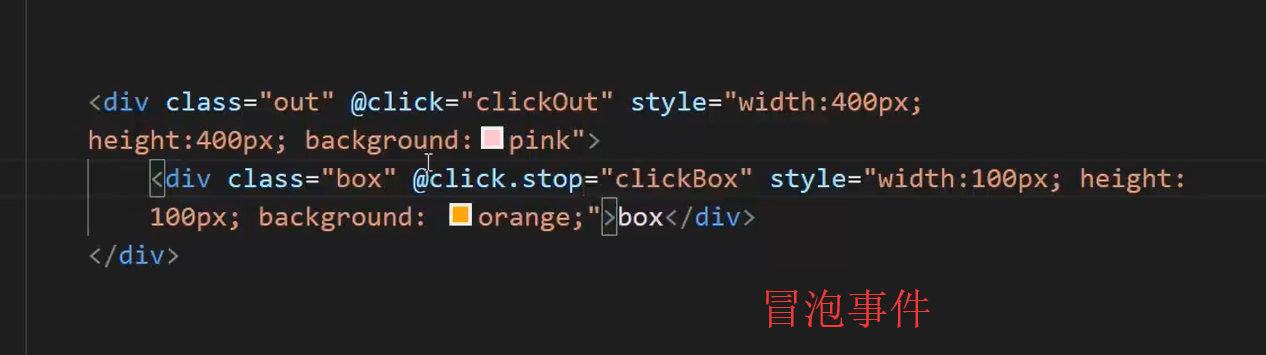 <div class="out" @click="clickOut" style="width:400px;
height:400px; background: pink">
<div class="box" @click.stop="clickBox" style="width:100px; height:
100px; background: orange;">box</div>
</div>
冒泡事件